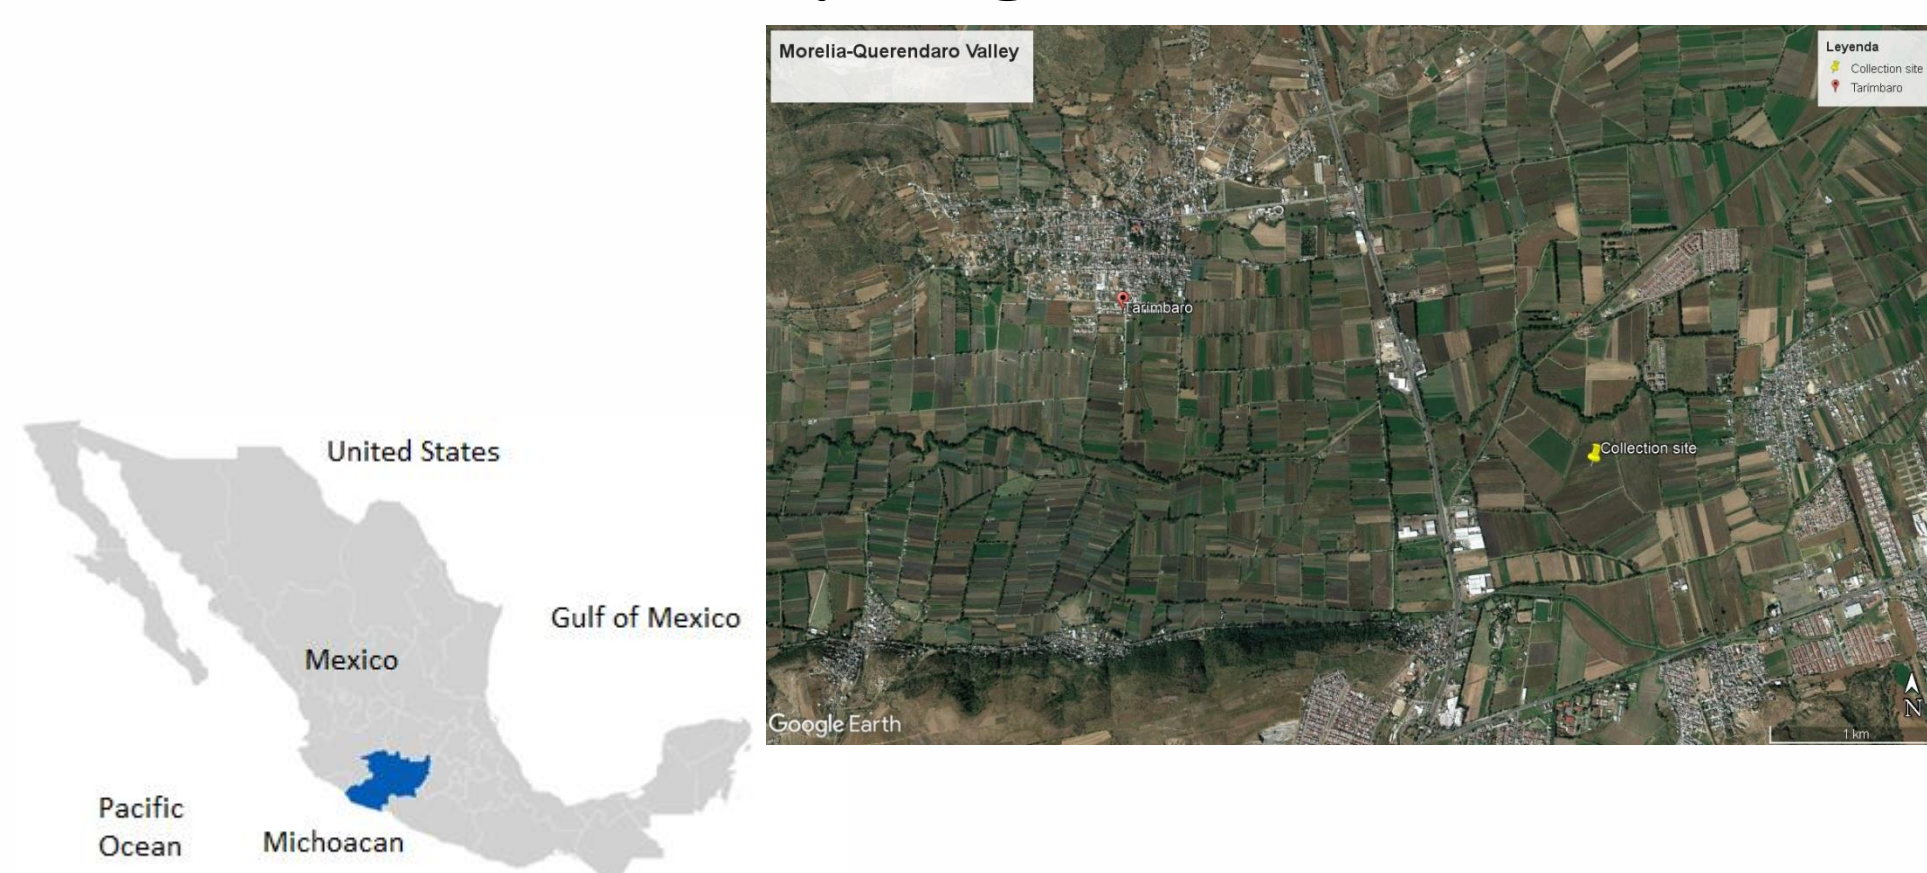 United States
Gulf of Mexico
Mexico
Pacific
Ocean
Michoacan
Morelia-Querendaro Valley
Leyenda
Collection site
Tarimbaro
Tarimbaro
Collection site
Google Earth
N
1 km